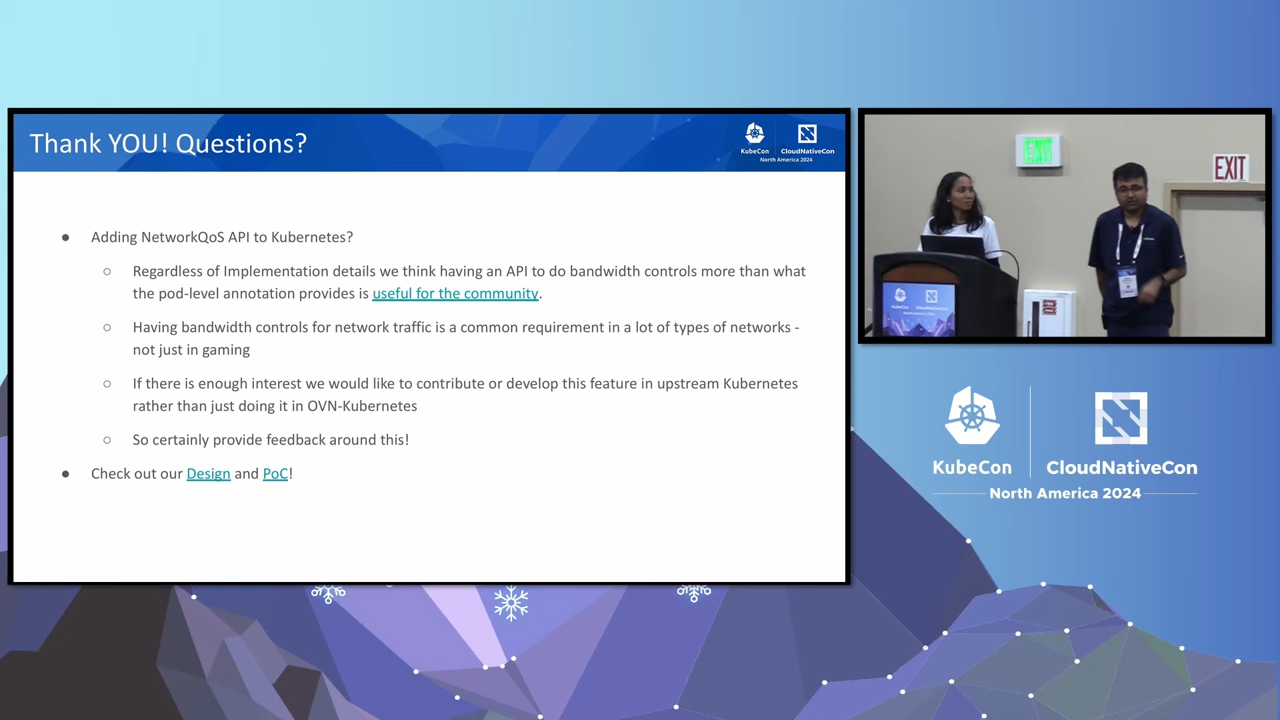 Thank YOU! Questions?
KubeCon
CloudNativeCon
North America 2024
● Adding NetworkQoS API to Kubernetes?
○ Regardless of Implementation details we think having an API to do bandwidth controls more than what
the pod-level annotation provides is useful for the community.
○ Having bandwidth controls for network traffic is a common requirement in a lot of types of networks -
not just in gaming
○ If there is enough interest we would like to contribute or develop this feature in upstream Kubernetes
rather than just doing it in OVN-Kubernetes
○ So certainly provide feedback around this!
● Check out our Design and PoC!
EXIT
EXIT
KubeCon
CloudNativeCon
North America 2024